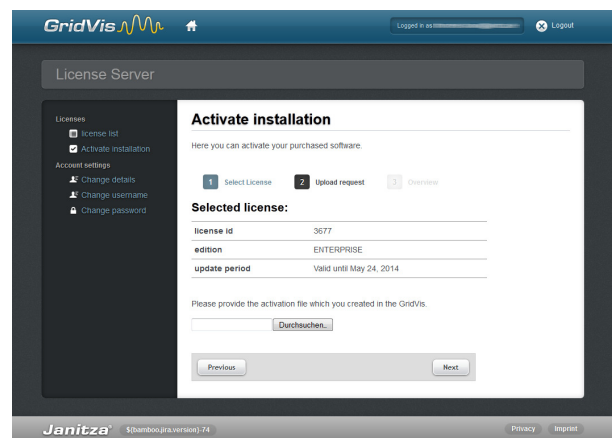 GridVis
Logged in as
Logout
License Server
Licenses
license list
Activate installation
Account settings
Change details
Change username
Change password
Activate installation
Here you can activate your purchased software.
1 Select License 2 Upload request 3 Overview
Selected license:
license id 3677
edition ENTERPRISE
update period Valid until May 24, 2014
Please provide the activation file which you created in the GridVis.
Durchsuchen..
Previous Next
Janitza® ${bamboo.jira.version}-74 Privacy Imprint